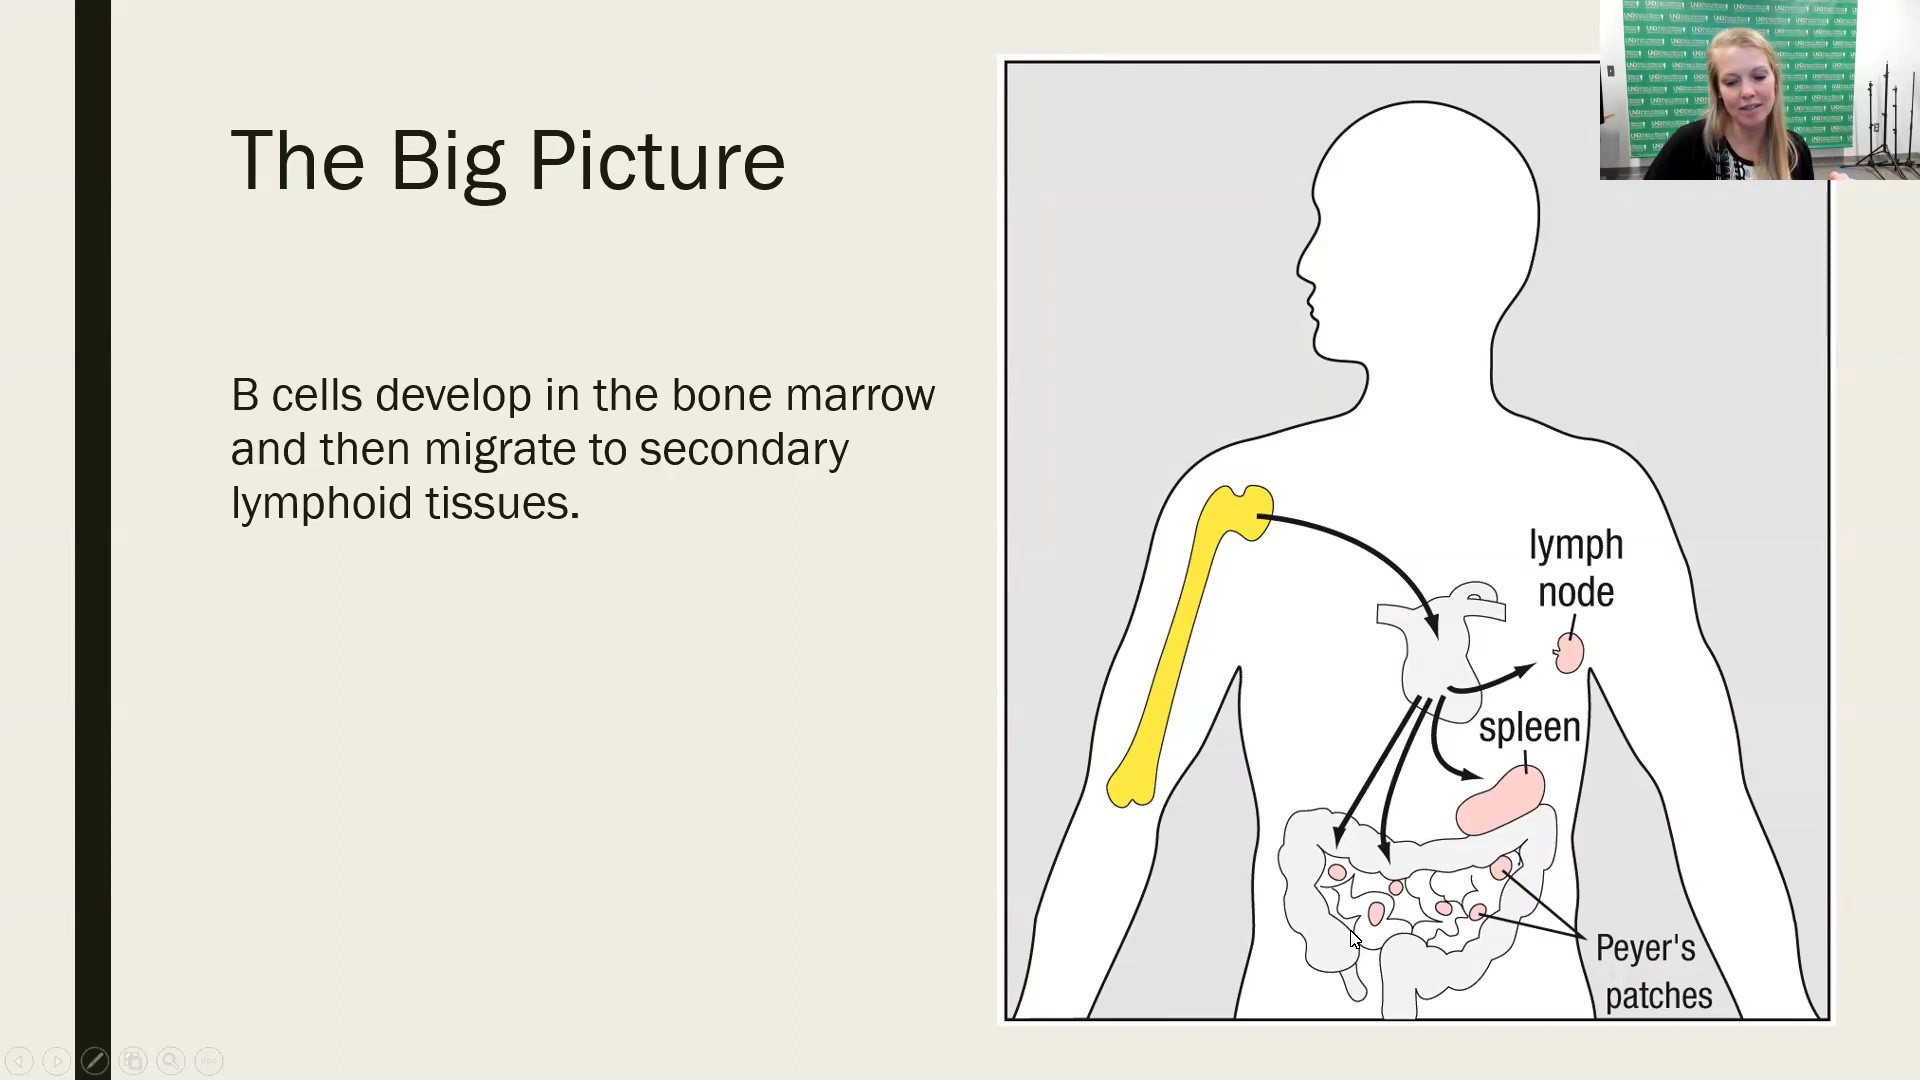 The Big Picture
B cells develop in the bone marrow
and then migrate to secondary
lymphoid tissues.
lymph
node
spleen
Peyer's
patches